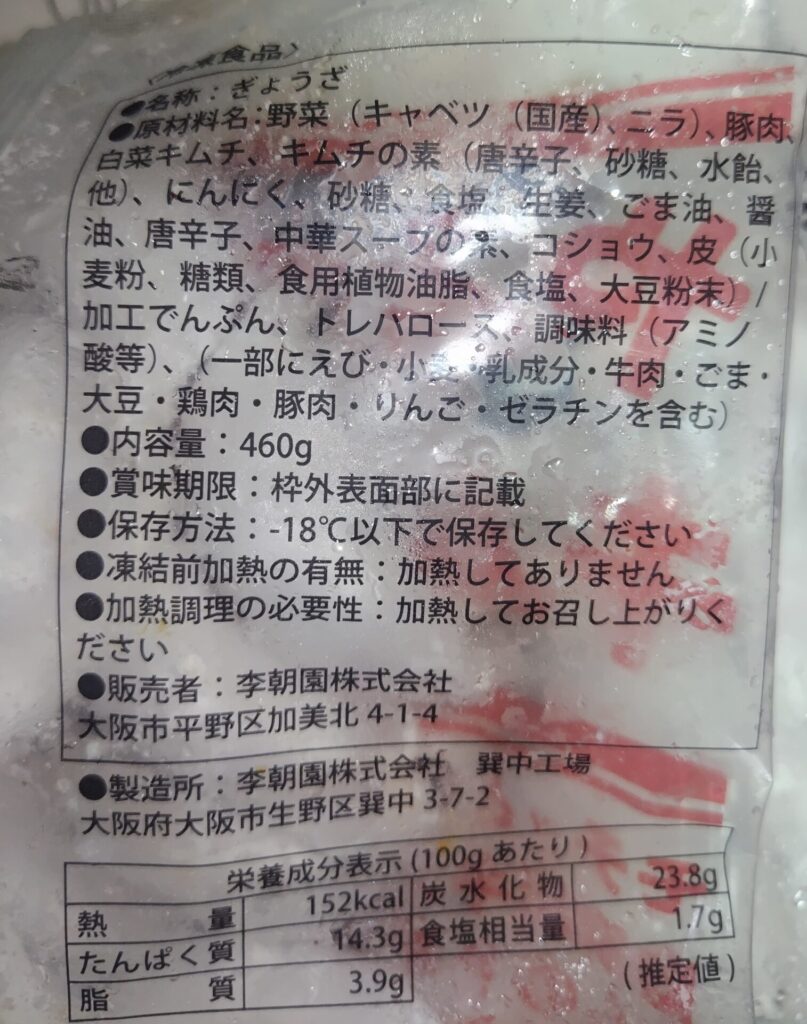 食品〉
●名称：ぎょうざ
●原材料名：野菜（キャベツ（国産）、ニラ）、豚肉、
白菜キムチ、キムチの素（唐辛子、砂糖、水飴、
他）、にんにく、砂糖、食塩、生姜、ごま油、醤
油、唐辛子、中華スープの素、コショウ、皮（小
麦粉、糖類、食用植物油脂、食塩、大豆粉末）/
加工でんぷん、トレハロース、調味料（アミノ
酸等）、（一部にえび・小麦・乳成分・牛肉・ごま・
大豆・鶏肉・豚肉・りんご・ゼラチンを含む）
●内容量：460g
●賞味期限：枠外表面部に記載
●保存方法：-18℃以下で保存してください
●凍結前加熱の有無：加熱してありません
●加熱調理の必要性：加熱してお召し上がりく
ださい
●販売者：李朝園株式会社
大阪市平野区加美北 4-1-4
●製造所：李朝園株式会社　巽中工場
大阪府大阪市生野区巽中 3-7-2
栄養成分表示 (100g あたり )
熱量 152kcal 炭水化物 23.8g
たんぱく質 14.3g 食塩相当量 1.7g
脂質 3.9g ( 推定値 )